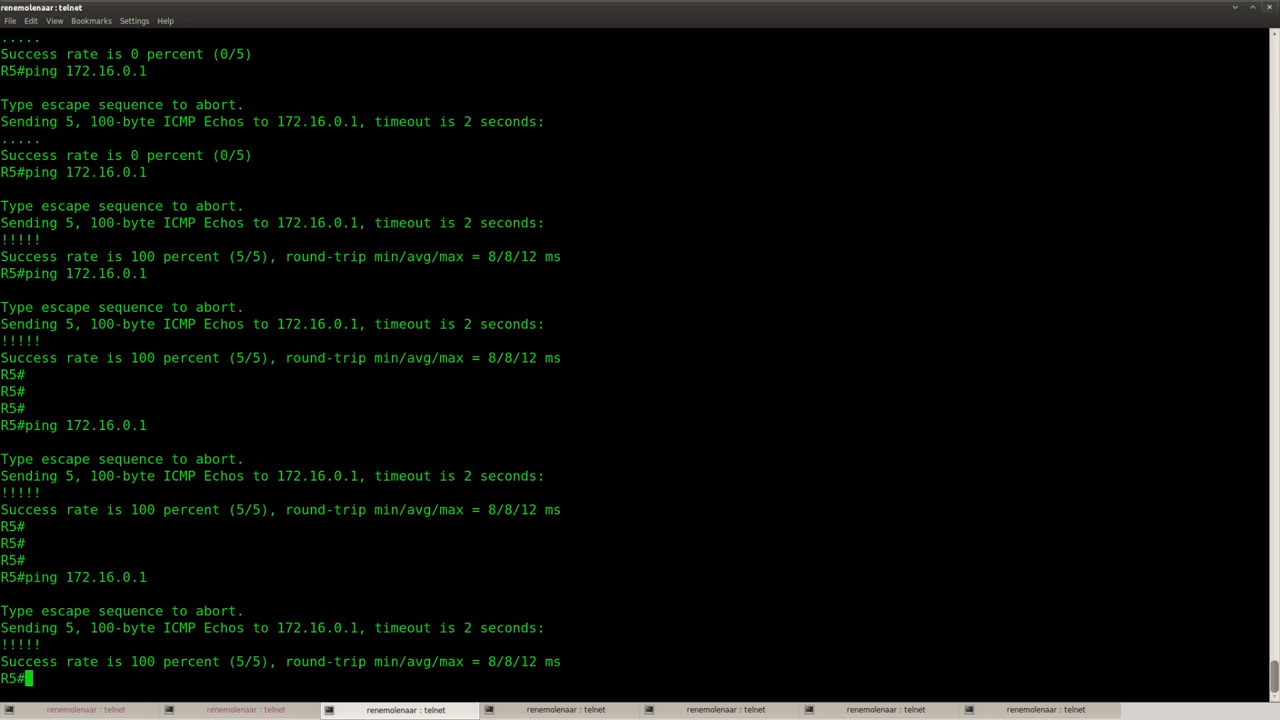 renemolenaar : telnet
File Edit View Bookmarks Settings Help
.....
Success rate is 0 percent (0/5)
R5#ping 172.16.0.1
Type escape sequence to abort.
Sending 5, 100-byte ICMP Echos to 172.16.0.1, timeout is 2 seconds:
.....
Success rate is 0 percent (0/5)
R5#ping 172.16.0.1
Type escape sequence to abort.
Sending 5, 100-byte ICMP Echos to 172.16.0.1, timeout is 2 seconds:
!!!!!
Success rate is 100 percent (5/5), round-trip min/avg/max = 8/8/12 ms
R5#ping 172.16.0.1
Type escape sequence to abort.
Sending 5, 100-byte ICMP Echos to 172.16.0.1, timeout is 2 seconds:
!!!!!
Success rate is 100 percent (5/5), round-trip min/avg/max = 8/8/12 ms
R5#
R5#
R5#
R5#ping 172.16.0.1
Type escape sequence to abort.
Sending 5, 100-byte ICMP Echos to 172.16.0.1, timeout is 2 seconds:
!!!!!
Success rate is 100 percent (5/5), round-trip min/avg/max = 8/8/12 ms
R5#
R5#
R5#
R5#ping 172.16.0.1
Type escape sequence to abort.
Sending 5, 100-byte ICMP Echos to 172.16.0.1, timeout is 2 seconds:
!!!!!
Success rate is 100 percent (5/5), round-trip min/avg/max = 8/8/12 ms
R5#
renemolenaar : telnet renemolenaar : telnet renemolenaar : telnet renemolenaar : telnet renemolenaar : telnet renemolenaar : telnet renemolenaar : telnet